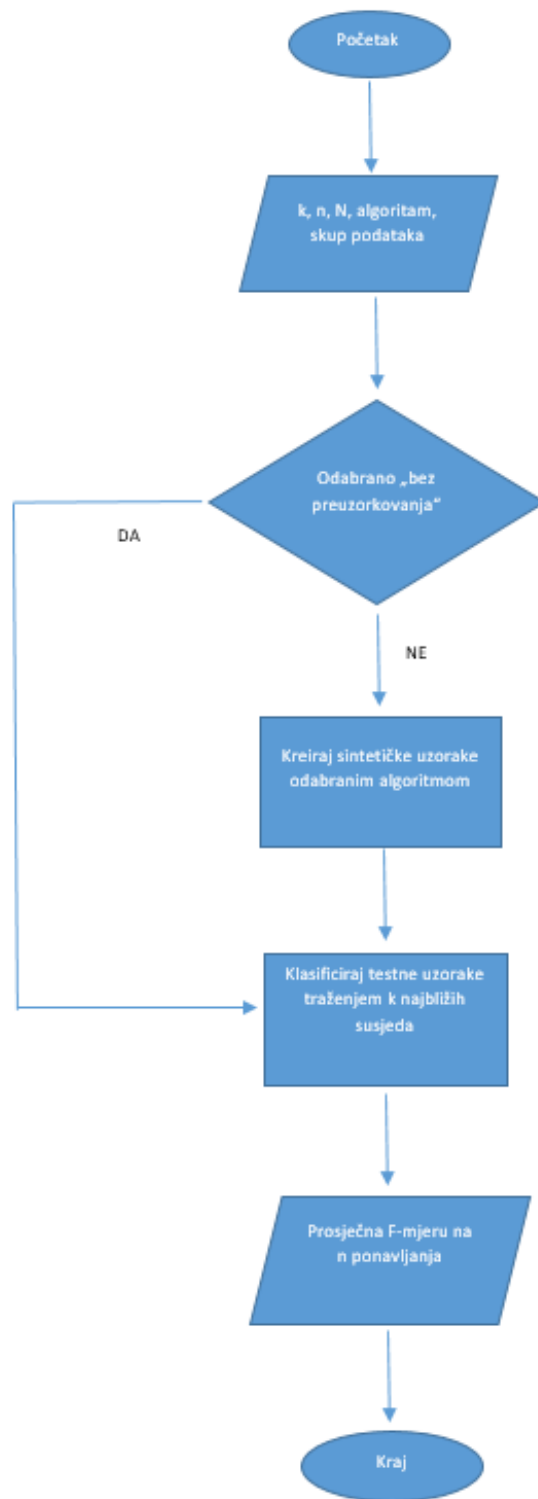 Početak
k, n, N, algoritam,
skup podataka
Odabrano „bez
preuzorkovanja“
DA
NE
Kreiraj sintetičke uzorake
odabranim algoritmom
Klasificiraj testne uzorake
traženjem k najbližih
susjeda
Prosječna F-mjeru na
n ponavljanja
Kraj